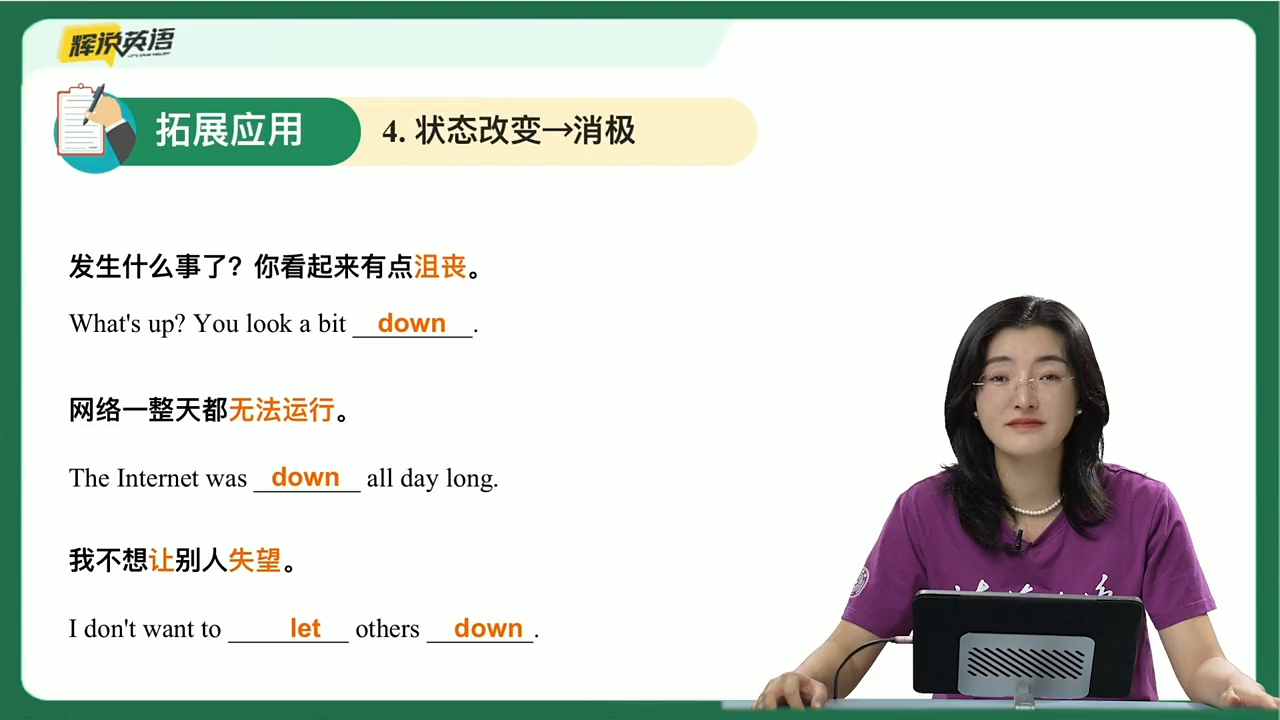 辉说英语
拓展应用
4. 状态改变→消极
发生什么事了？你看起来有点沮丧。
What's up? You look a bit down.
网络一整天都无法运行。
The Internet was down all day long.
我不想让别人失望。
I don't want to let others down.